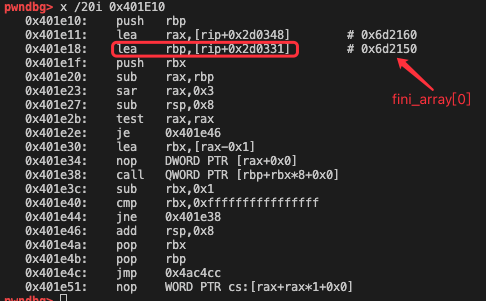 pwndbg> x /20i 0x401E10
0x401e10: push rbp
0x401e11: lea rax,[rip+0x2d0348] # 0x6d2160
0x401e18: lea rbp,[rip+0x2d0331] # 0x6d2150
0x401e1f: push rbx
fini_array[0]
0x401e20: sub rax,rbp
0x401e23: sar rax,0x3
0x401e27: sub rsp,0x8
0x401e2b: test rax,rax
0x401e2e: je 0x401e46
0x401e30: lea rbx,[rax-0x1]
0x401e34: nop DWORD PTR [rax+0x0]
0x401e38: call QWORD PTR [rbp+rbx*8+0x0]
0x401e3c: sub rbx,0x1
0x401e40: cmp rbx,0xffffffffffffffff
0x401e44: jne 0x401e38
0x401e46: add rsp,0x8
0x401e4a: pop rbx
0x401e4b: pop rbp
0x401e4c: jmp 0x4ac4cc
0x401e51: nop WORD PTR cs:[rax+rax*1+0x0]
pwndbg>